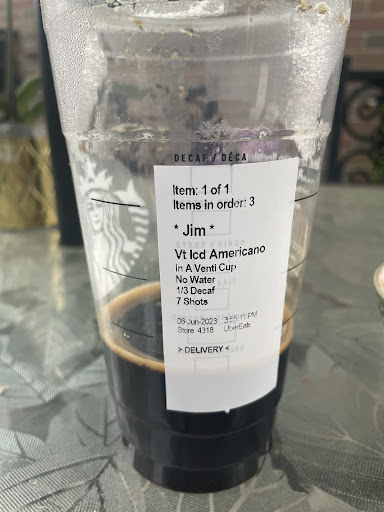 DECAF / DÉCA
Item: 1 of 1
Items in order: 3
* Jim *
Vt Icd Americano
In A Venti Cup
No Water
1/3 Decaf
7 Shots
08-Jun-2023 3:55:11 PM
Store: 4318 UberEats
> DELIVERY <